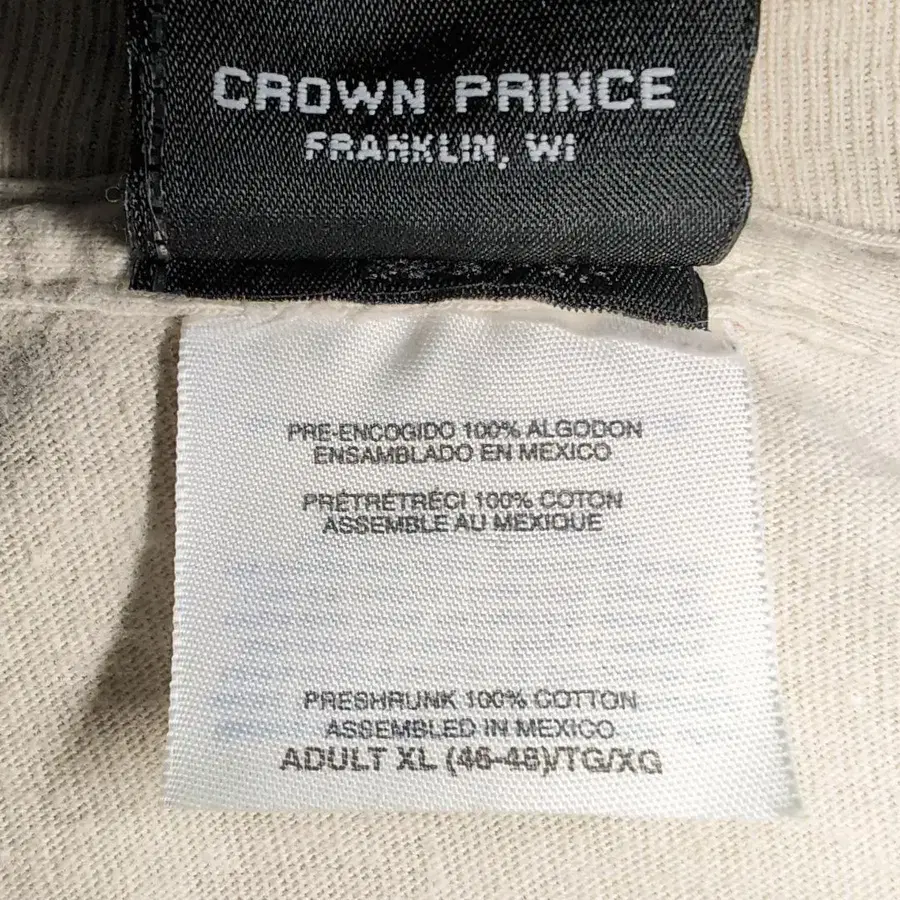 CROWN PRINCE
FRANKLIN, WI
PRE-ENCOGIDO 100% ALGODON
ENSAMBLADO EN MEXICO
PRÉTRÉTRÉCI 100% COTON
ASSEMBLE AU MEXIQUE
PRESHRUNK 100% COTTON
ASSEMBLED IN MEXICO
ADULT XL (46-48)/TG/XG